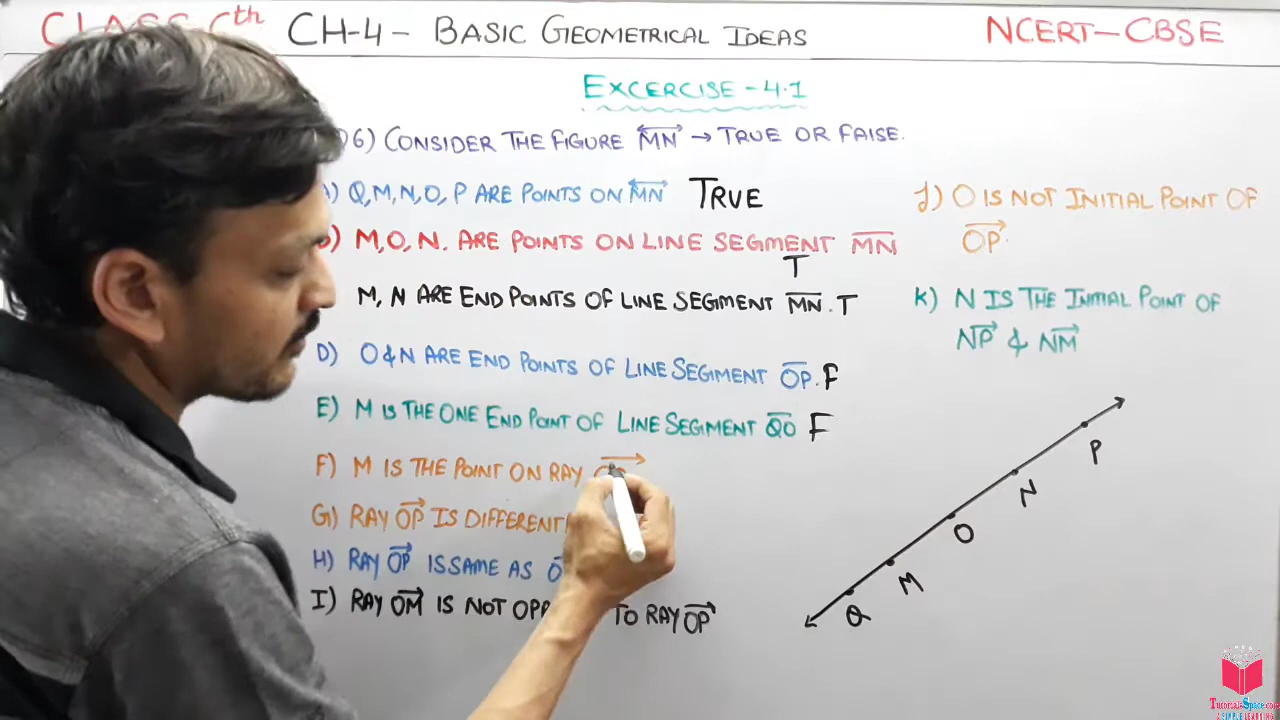 CLASS-6th CH-4- BASIC GEOMETRICAL IDEAS NCERT-CBSE
EXCERCISE-4.1
6) CONSIDER THE FIGURE MN → TRUE OR FAISE.
A) Q,M,N,O,P ARE POINTS ON MN TRUE
B) M,O,N. ARE POINTS ON LINE SEGMENT MN
T
M, N ARE END POINTS OF LINE SEGMENT MN. T
D) O & N ARE END POINTS OF LINE SEGMENT OP. F
E) M IS THE ONE END POINT OF LINE SEGMENT QO F
F) M IS THE POINT ON RAY
G) RAY OP IS DIFFERENT
H) RAY OP IS SAME AS
I) RAY OM IS NOT TO RAY OP
J) O IS NOT INITIAL POINT OF
OP.
K) N IS THE INITIAL POINT OF
NP & NM
P
N
O
M
Q